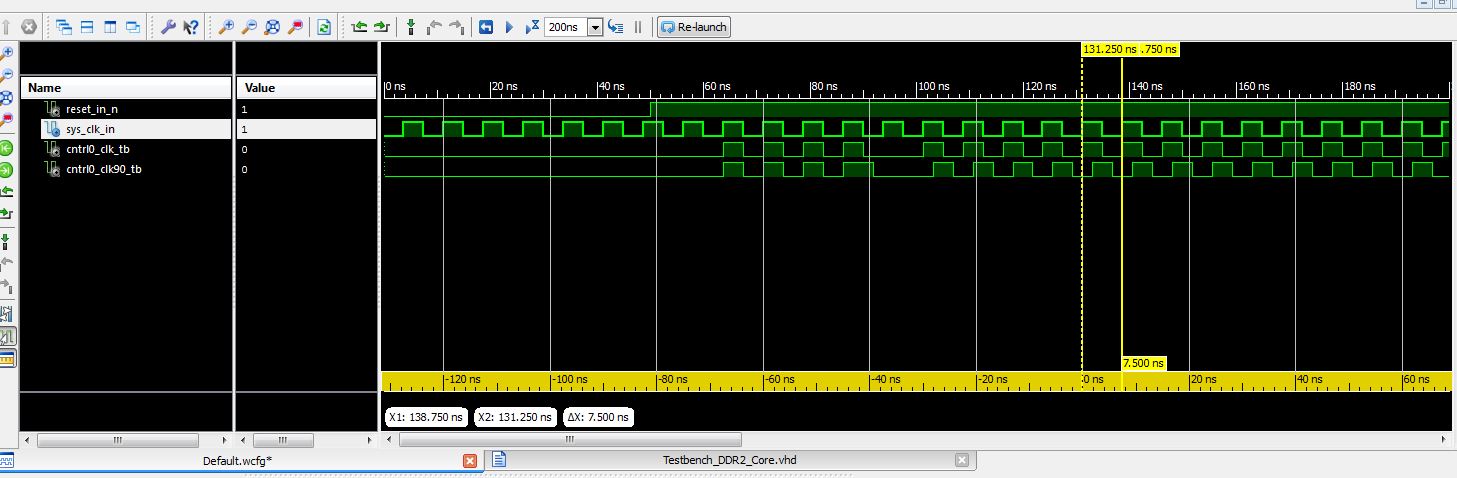 200ns Re-launch
131.250 ns .750 ns
Name Value
0 ns 20 ns 40 ns 60 ns 80 ns 100 ns 120 ns 140 ns 160 ns 180 ns
reset_in_n 1
sys_clk_in 1
cntrl0_clk_tb 0
cntrl0_clk90_tb 0
7.500 ns
-120 ns -100 ns -80 ns -60 ns -40 ns -20 ns 0 ns 20 ns 40 ns 60 ns
X1: 138.750 ns X2: 131.250 ns ΔX: 7.500 ns
Default.wcfg* Testbench_DDR2_Core.vhd